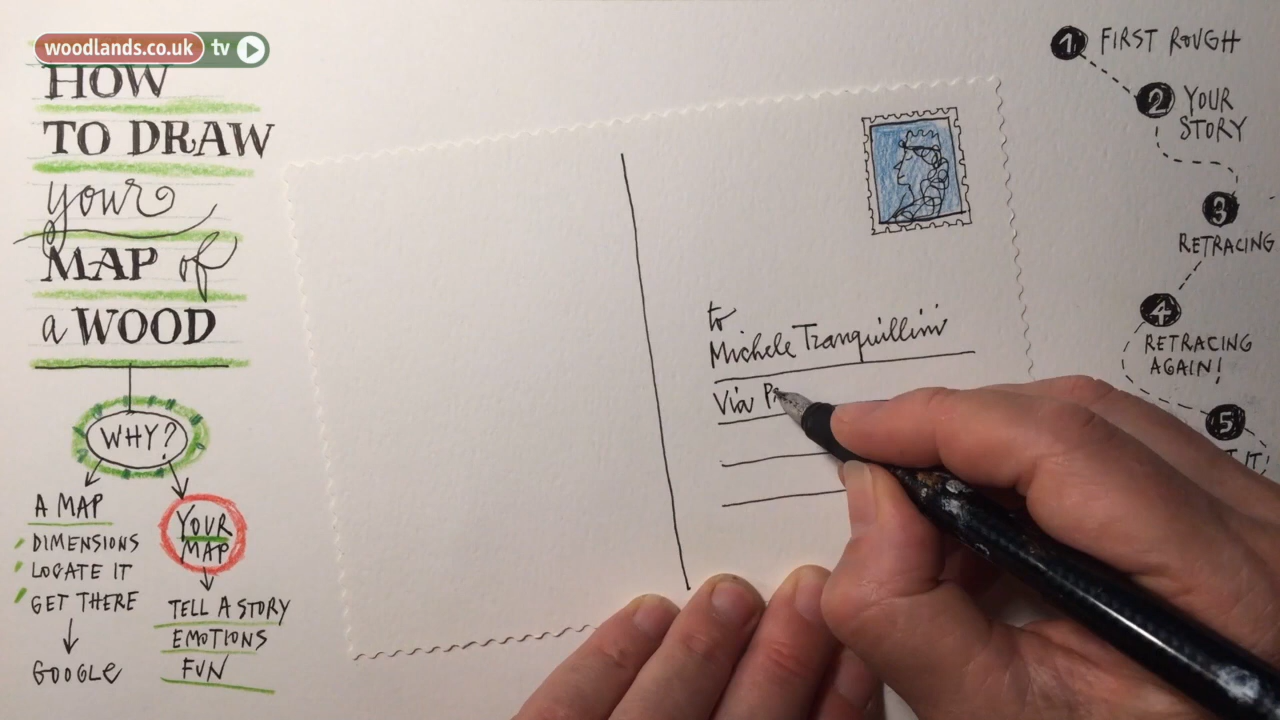 woodlands.co.uk tv
HOW
TO DRAW
your
MAP of
a WOOD
WHY?
A MAP
DIMENSIONS
LOCATE IT
GET THERE
GOOGLE
YOUR
MAP
TELL A STORY
EMOTIONS
FUN
to
Michele Tranquillini
Via
1 FIRST ROUGH
2 YOUR
STORY
3
RETRACING
4
RETRACING
AGAIN!
5
IT!